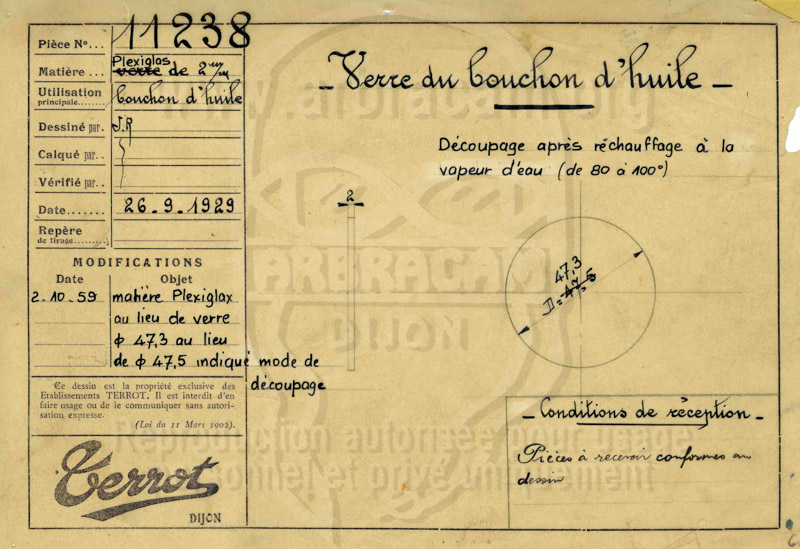 Pièce Nº... 11238
Matière... Plexiglas
verre de 2 m/m
Utilisation
principale... bouchon d'huile
Dessiné par. J.R
Calqué par..
Vérifié par..
Date....... 26.9.1929
Repère
de tirage.........
MODIFICATIONS
Date Objet
2.10.59 matière Plexiglax
au lieu de verre
φ 47,3 au lieu
de φ 47,5 indiqué mode de
découpage
Ce dessin est la propriété exclusive des
Etablissements TERROT. Il est interdit d'en
faire usage ou de le communiquer sans autori-
sation expresse.
(Loi du 11 Mars 1902).
Terrot
DIJON
- Verre du bouchon d'huile -
Découpage après réchauffage à la
vapeur d'eau (de 80 à 100°)
2
47,3
D = 47,5
- Conditions de réception -
Pièces à recevoir conformes au
dessin
www.arbracam.org
ARBRACAM
DIJON
Reproduction autorisée pour usage
personnel et privé uniquement